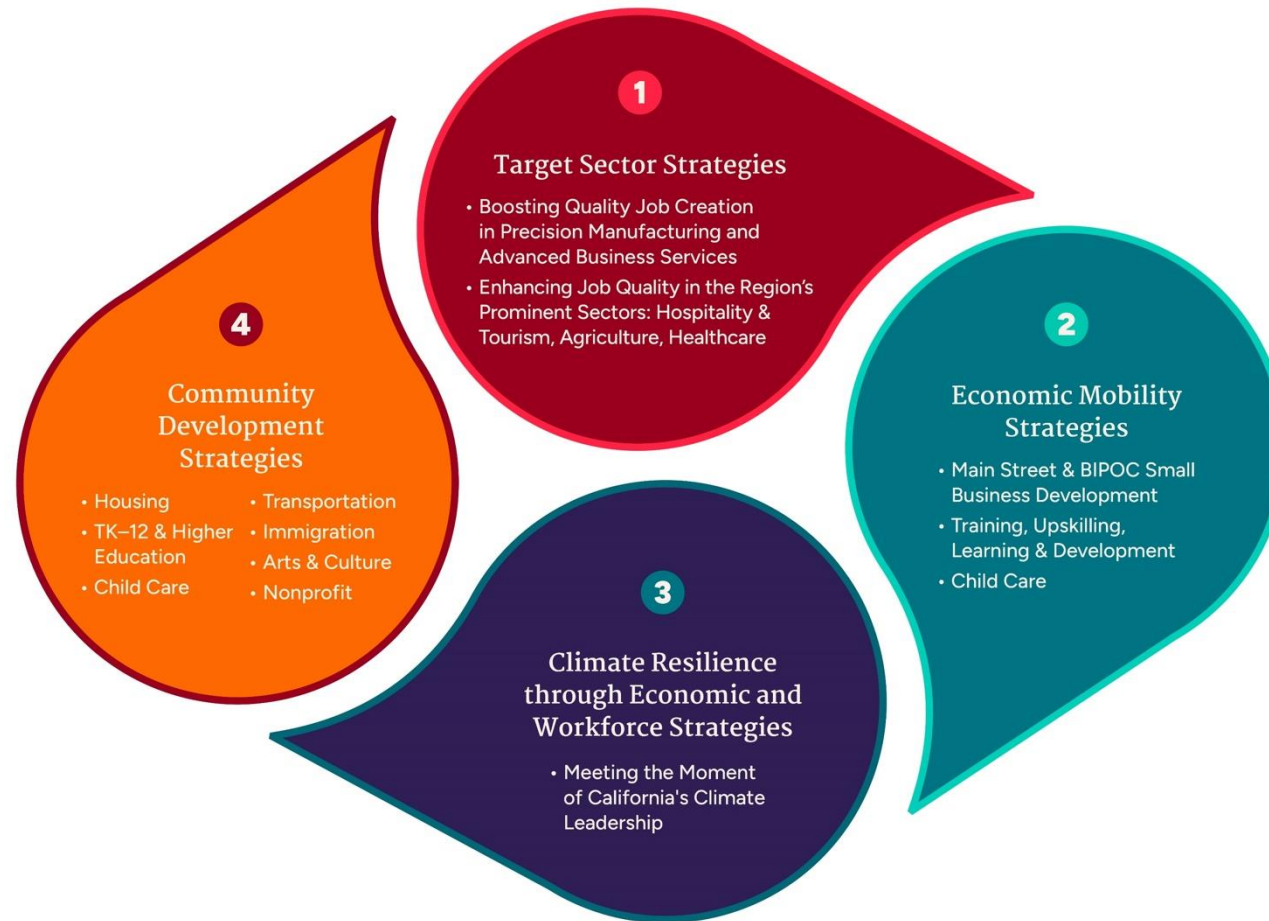 1
Target Sector Strategies
• Boosting Quality Job Creation
in Precision Manufacturing and
Advanced Business Services
• Enhancing Job Quality in the Region’s
Prominent Sectors: Hospitality &
Tourism, Agriculture, Healthcare
2
Economic Mobility
Strategies
• Main Street & BIPOC Small
Business Development
• Training, Upskilling,
Learning & Development
• Child Care
3
Climate Resilience
through Economic and
Workforce Strategies
• Meeting the Moment
of California's Climate
Leadership
4
Community
Development
Strategies
• Housing
• TK–12 & Higher
Education
• Child Care
• Transportation
• Immigration
• Arts & Culture
• Nonprofit